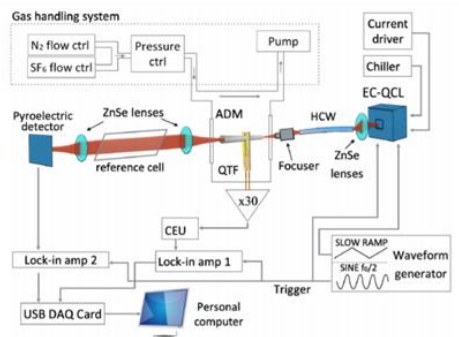 Gas handling system
N₂ flow ctrl
SF₆ flow ctrl
Pressure
ctrl
Pump
Current
driver
Chiller
EC-QCL
Pyroelectric
detector
ZnSe lenses
reference cell
ADM
QTF
HCW
Focuser
ZnSe
lenses
x30
CEU
Lock-in amp 2
Lock-in amp 1
Trigger
SLOW RAMP
SINE f₀/2
Waveform
generator
USB DAQ Card
Personal
computer